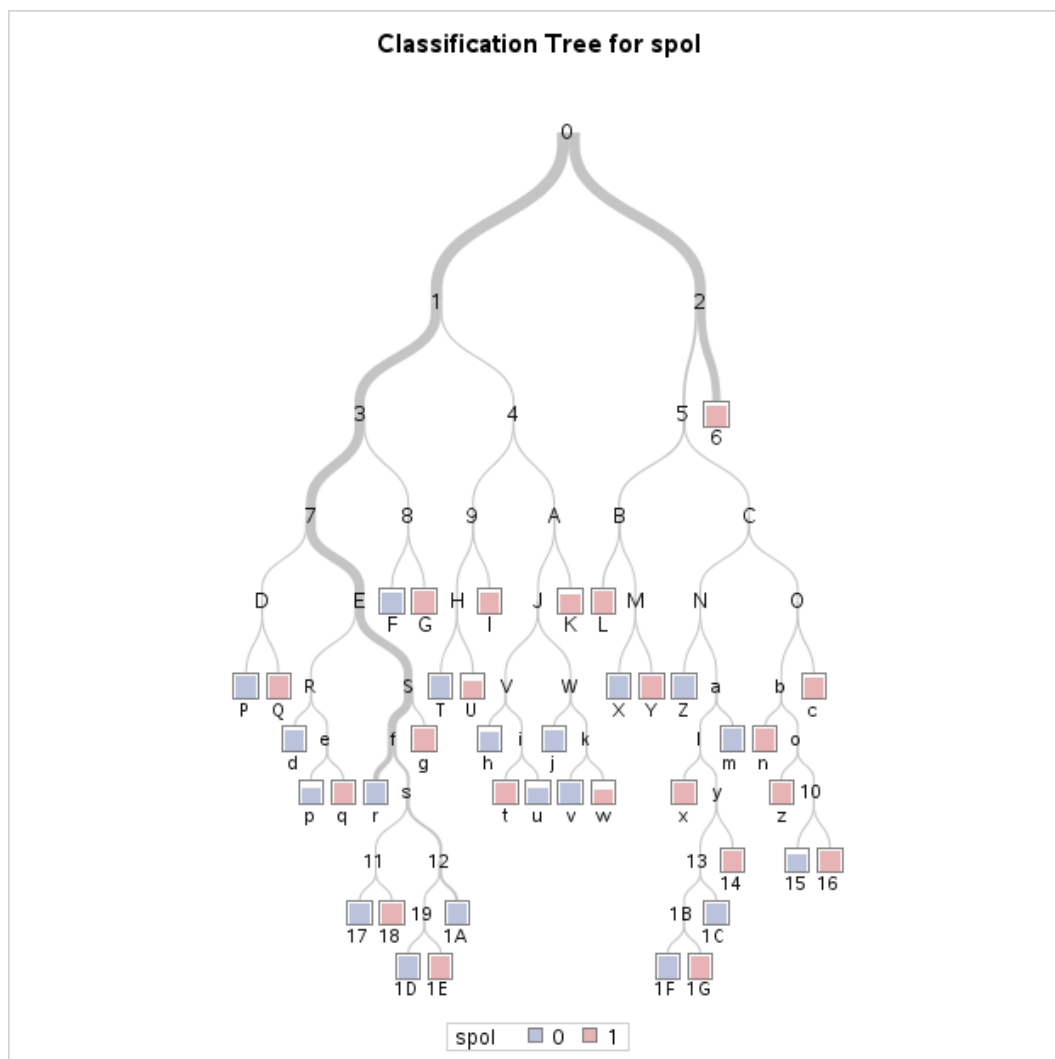 Classification Tree for spol
0
1 2
3 4 5
6
7 8 9 A B C
D E H J M N O
F G I K L
R S V W a b
P Q T U X Y Z c
f l
e i k o
d g h j m n
s y 10
p q r t u v w x z
11 12 13
14 15 16
19 1B
17 18 1A 1C
1D 1E 1F 1G
spol 0 1